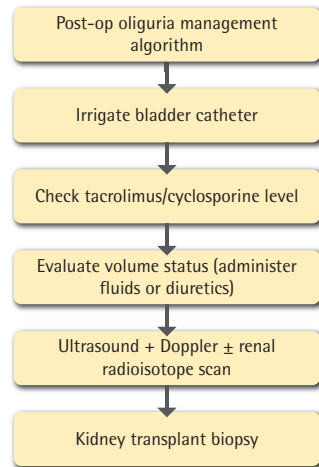 Post-op oliguria management
algorithm
Irrigate bladder catheter
Check tacrolimus/cyclosporine level
Evaluate volume status (administer
fluids or diuretics)
Ultrasound + Doppler ± renal
radioisotope scan
Kidney transplant biopsy